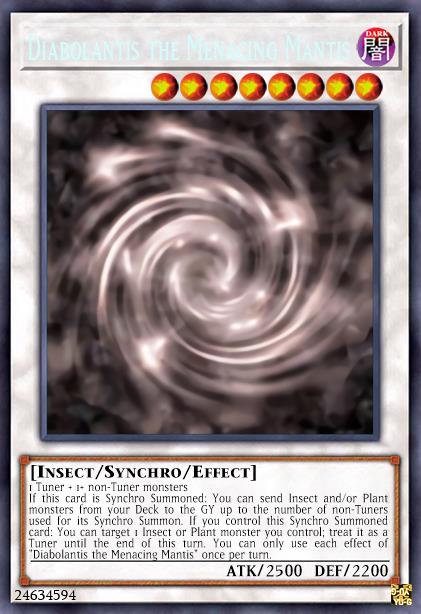 Diabolantis the Menacing Mantis
DARK
闇
[Insect/Synchro/Effect]
1 Tuner + 1+ non-Tuner monsters
If this card is Synchro Summoned: You can send Insect and/or Plant
monsters from your Deck to the GY up to the number of non-Tuners
used for its Synchro Summon. If you control this Synchro Summoned
card: You can target 1 Insect or Plant monster you control; treat it as a
Tuner until the end of this turn. You can only use each effect of
"Diabolantis the Menacing Mantis" once per turn.
ATK/2500 DEF/2200
24634594